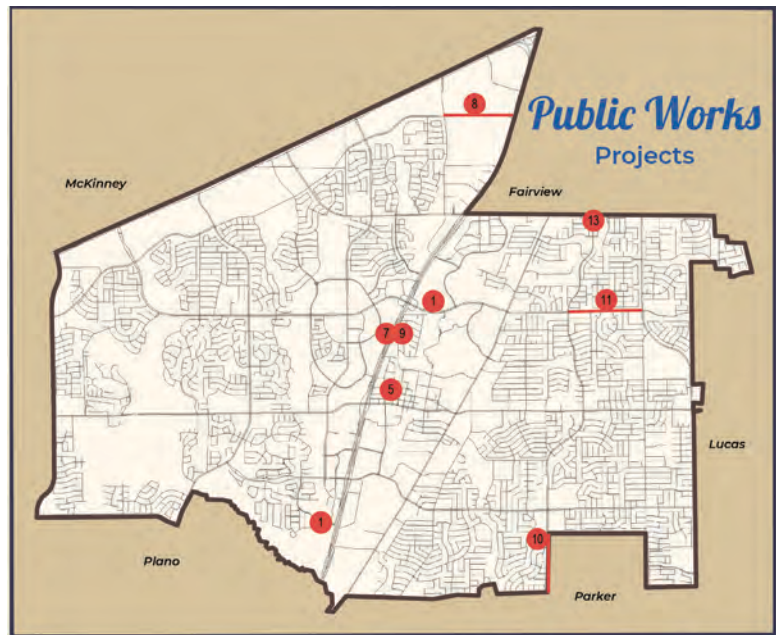 8
Public Works
Projects
McKinney
Fairview
13
1
11
7
9
5
Lucas
1
10
Plano
Parker